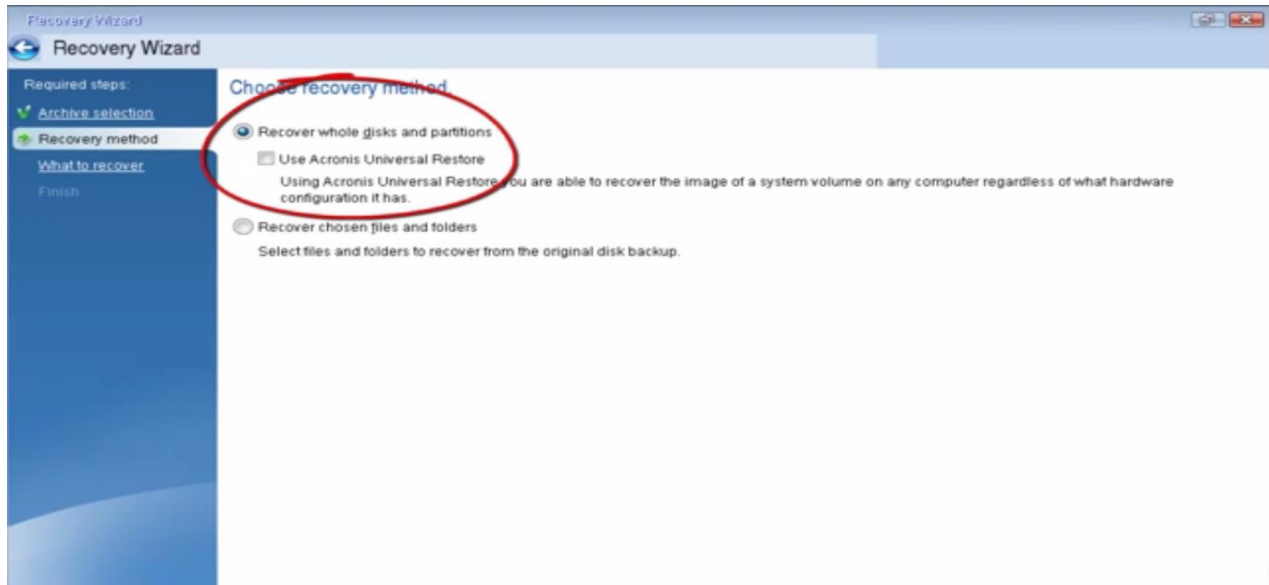 Recovery Wizard
Recovery Wizard
Required steps:
Archive selection
Recovery method
What to recover
Finish
Choose recovery method.
Recover whole disks and partitions
Use Acronis Universal Restore
Using Acronis Universal Restore you are able to recover the image of a system volume on any computer regardless of what hardware
configuration it has.
Recover chosen files and folders
Select files and folders to recover from the original disk backup.